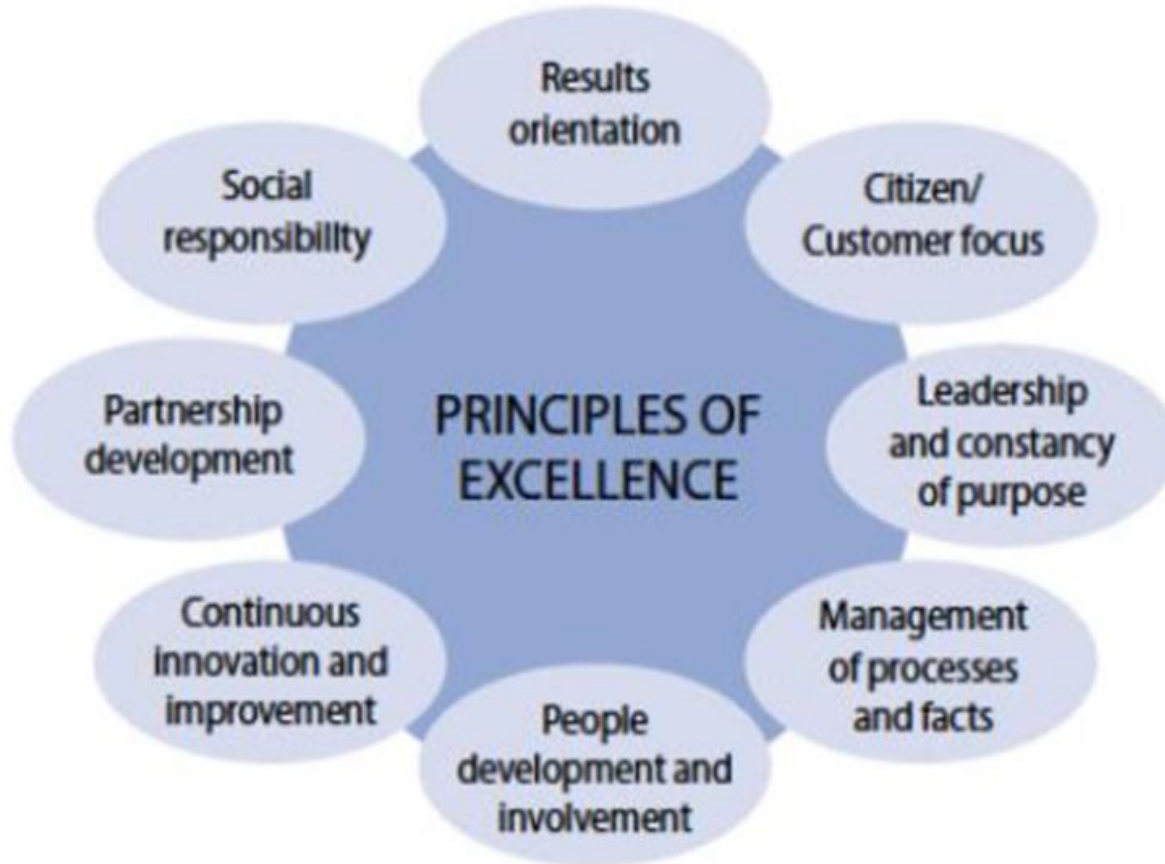 Results
orientation
Citizen/
Customer focus
Leadership
and constancy
of purpose
Management
of processes
and facts
People
development and
involvement
Continuous
innovation and
improvement
Partnership
development
Social
responsibility
PRINCIPLES OF
EXCELLENCE